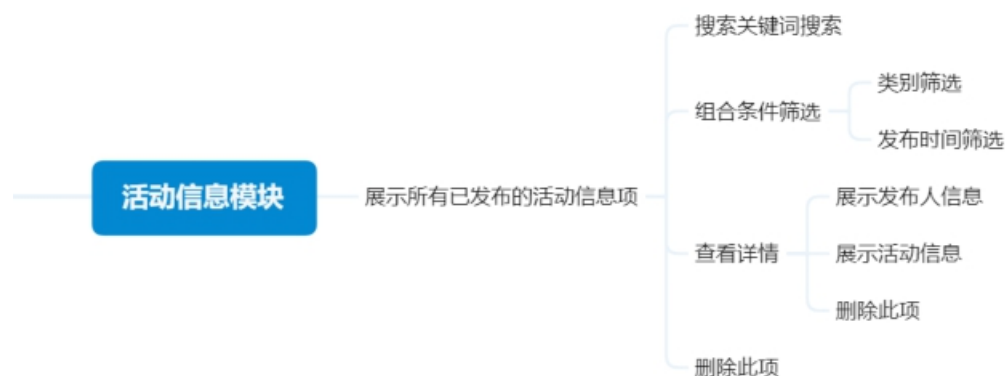 搜索关键词搜索
类别筛选
组合条件筛选
发布时间筛选
活动信息模块
展示所有已发布的活动信息项
展示发布人信息
查看详情
展示活动信息
删除此项
删除此项